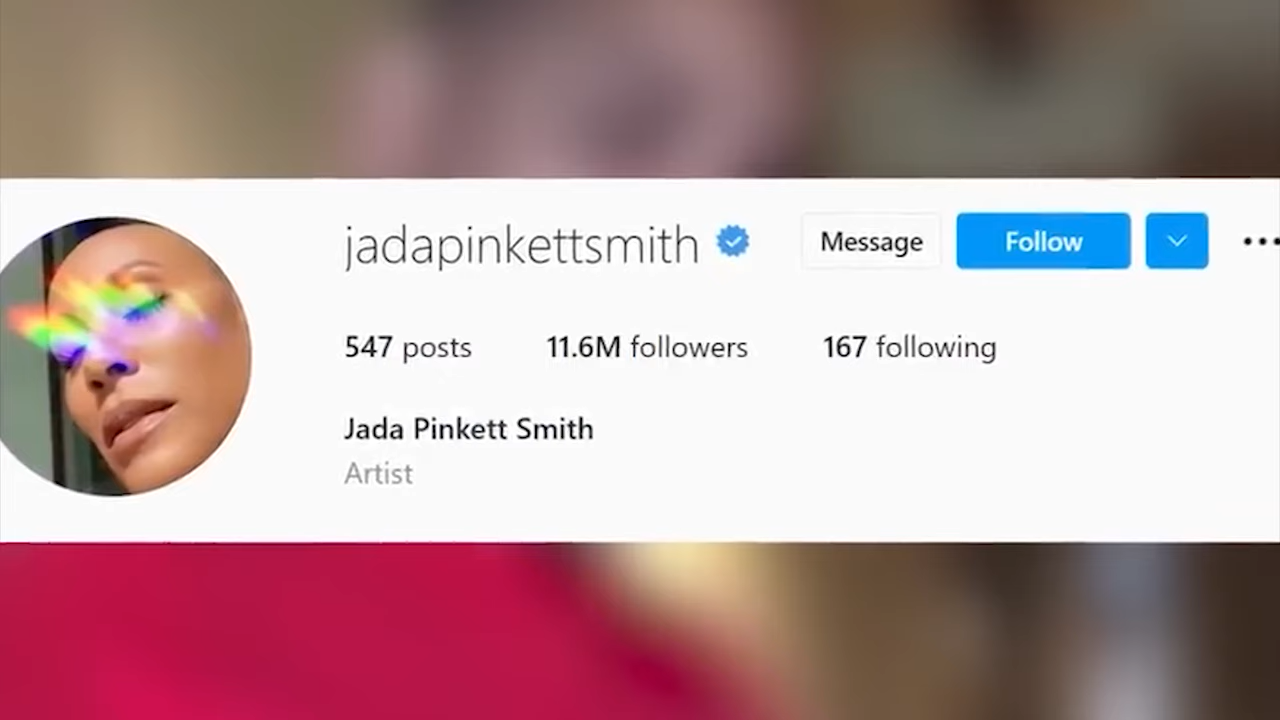 jadapinkettsmith Message Follow
547 posts 11.6M followers 167 following
Jada Pinkett Smith
Artist